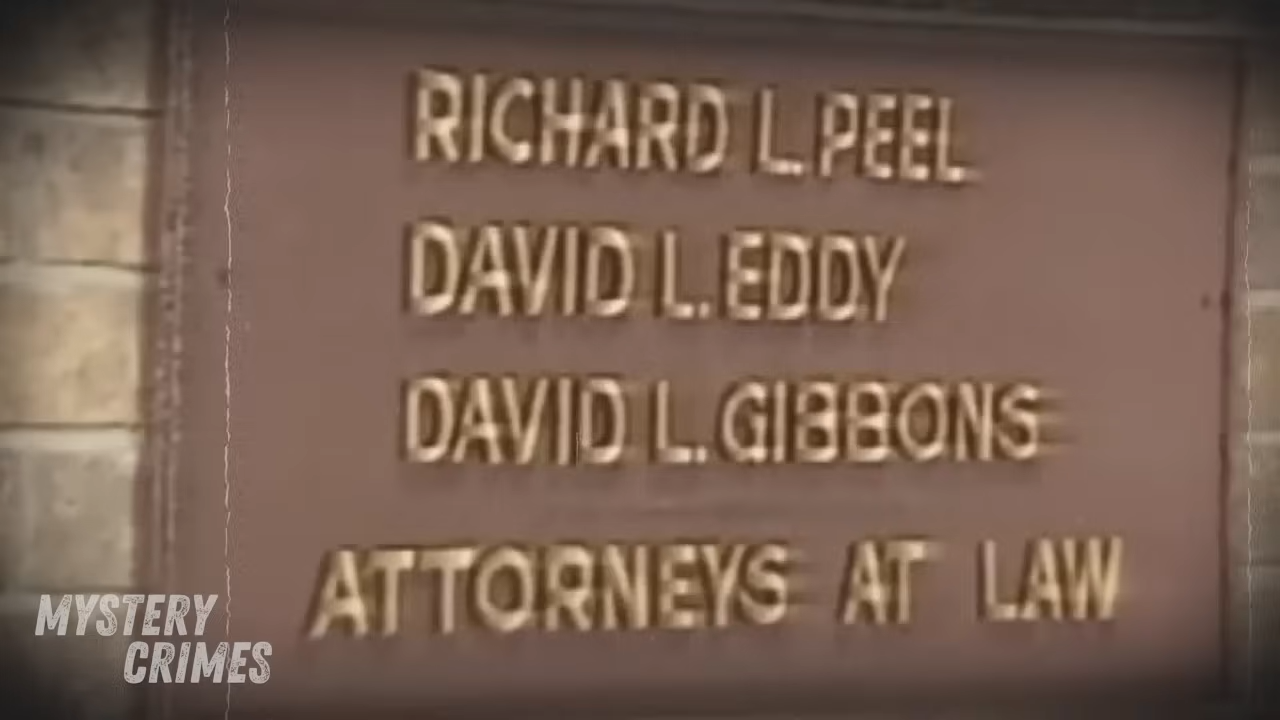 RICHARD L. PEEL
DAVID L. EDDY
DAVID L. GIBBONS
ATTORNEYS AT LAW
MYSTERY
CRIMES